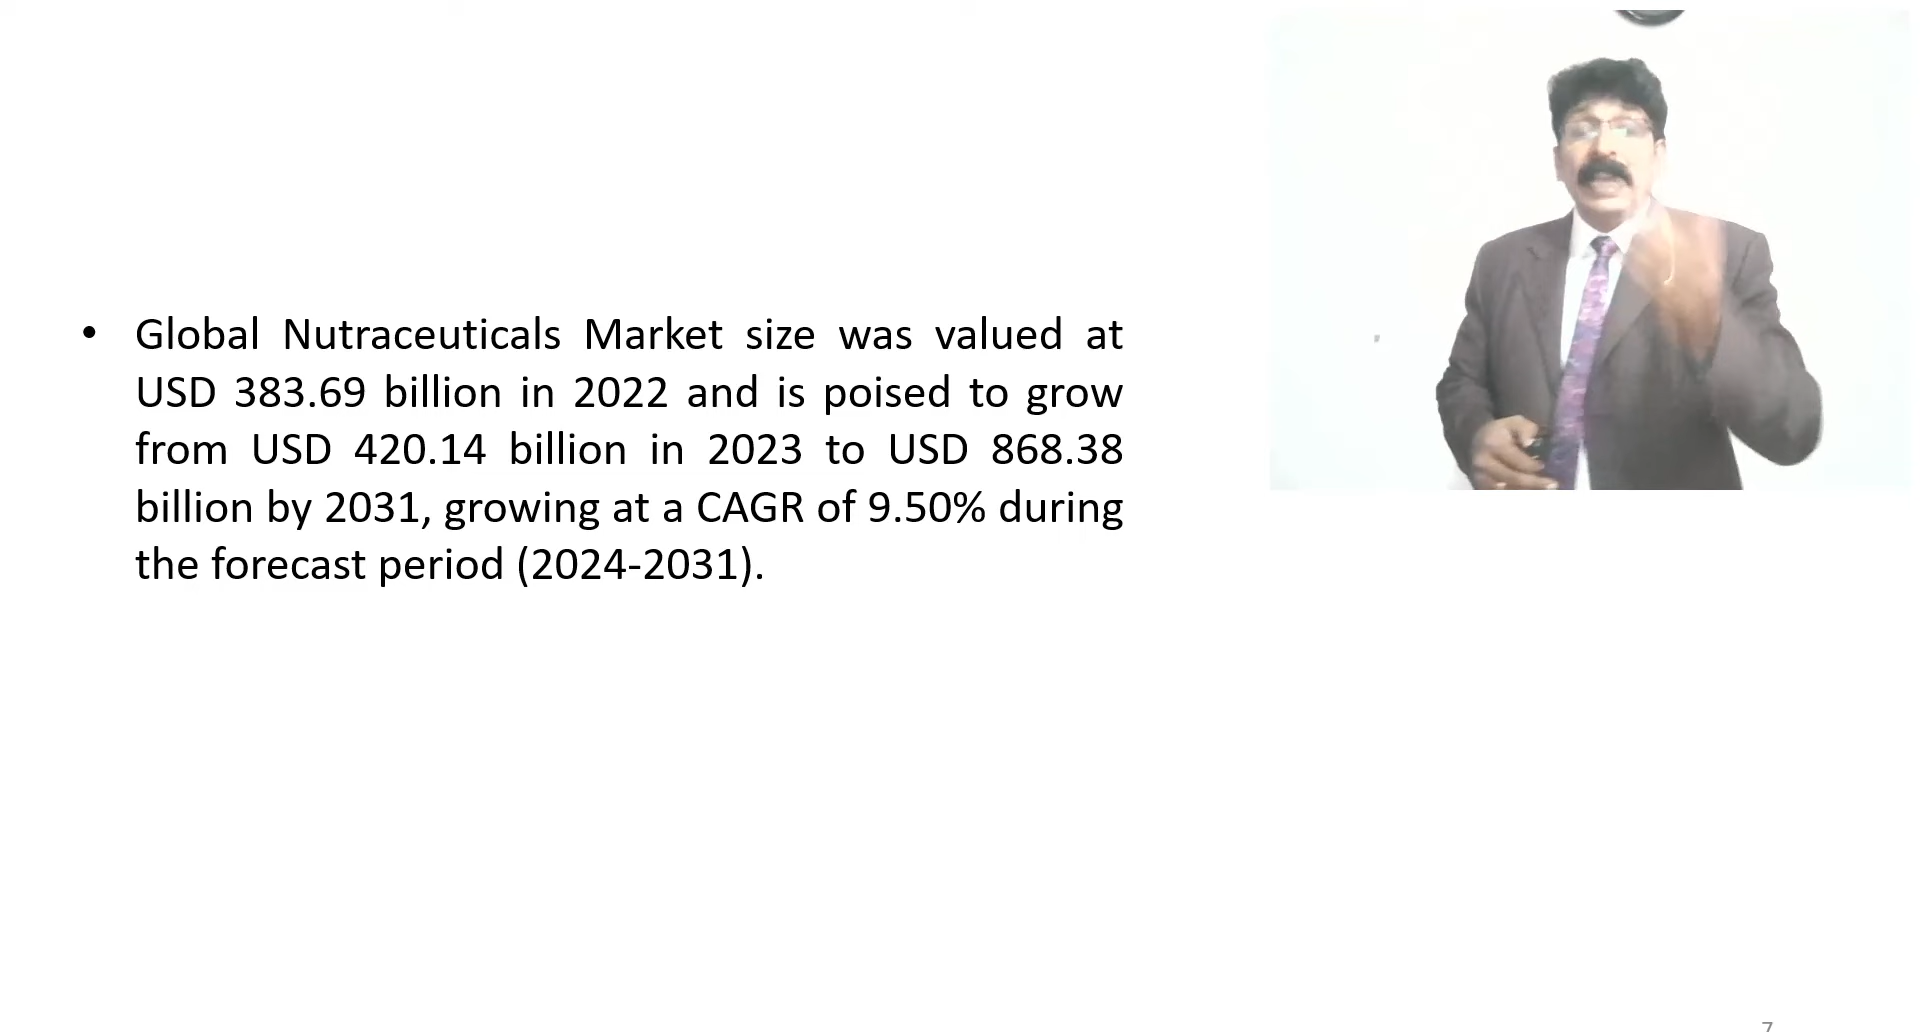 • Global Nutraceuticals Market size was valued at
USD 383.69 billion in 2022 and is poised to grow
from USD 420.14 billion in 2023 to USD 868.38
billion by 2031, growing at a CAGR of 9.50% during
the forecast period (2024-2031).
7